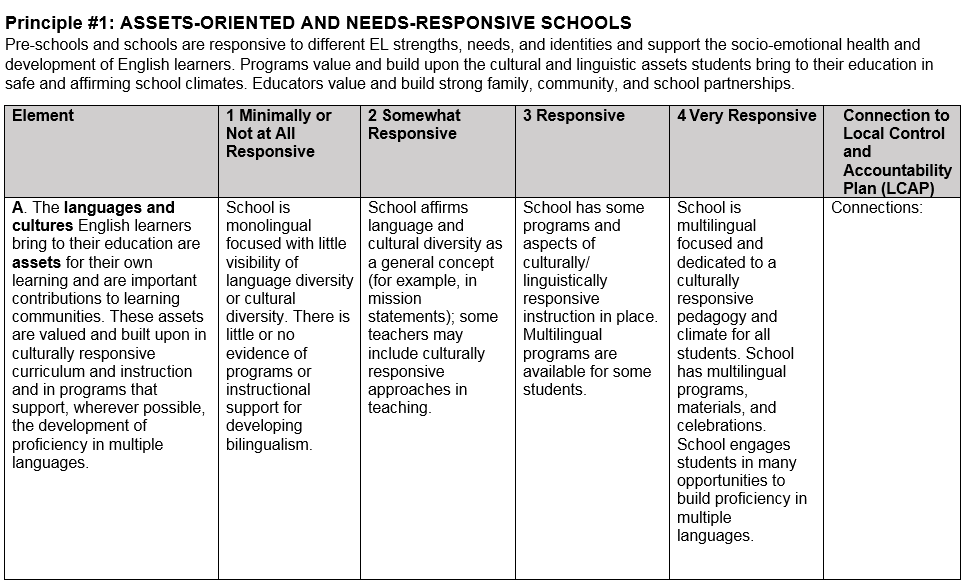 Principle #1: ASSETS-ORIENTED AND NEEDS-RESPONSIVE SCHOOLS
Pre-schools and schools are responsive to different EL strengths, needs, and identities and support the socio-emotional health and
development of English learners. Programs value and build upon the cultural and linguistic assets students bring to their education in
safe and affirming school climates. Educators value and build strong family, community, and school partnerships.
Element
1 Minimally or
Not at All
Responsive
2 Somewhat
Responsive
3 Responsive
4 Very Responsive
Connection to
Local Control
and
Accountability
Plan (LCAP)
A. The languages and
cultures English learners
bring to their education are
assets for their own
learning and are important
contributions to learning
communities. These assets
are valued and built upon in
culturally responsive
curriculum and instruction
and in programs that
support, wherever possible,
the development of
proficiency in multiple
languages.
School is
monolingual
focused with little
visibility of
language diversity
or cultural
diversity. There is
little or no
evidence of
programs or
instructional
support for
developing
bilingualism.
School affirms
language and
cultural diversity as
a general concept
(for example, in
mission
statements); some
teachers may
include culturally
responsive
approaches in
teaching.
School has some
programs and
aspects of
culturally/
linguistically
responsive
instruction in place.
Multilingual
programs are
available for some
students.
School is
multilingual
focused and
dedicated to a
culturally
responsive
pedagogy and
climate for all
students. School
has multilingual
programs,
materials, and
celebrations.
School engages
students in many
opportunities to
build proficiency in
multiple
languages.
Connections: